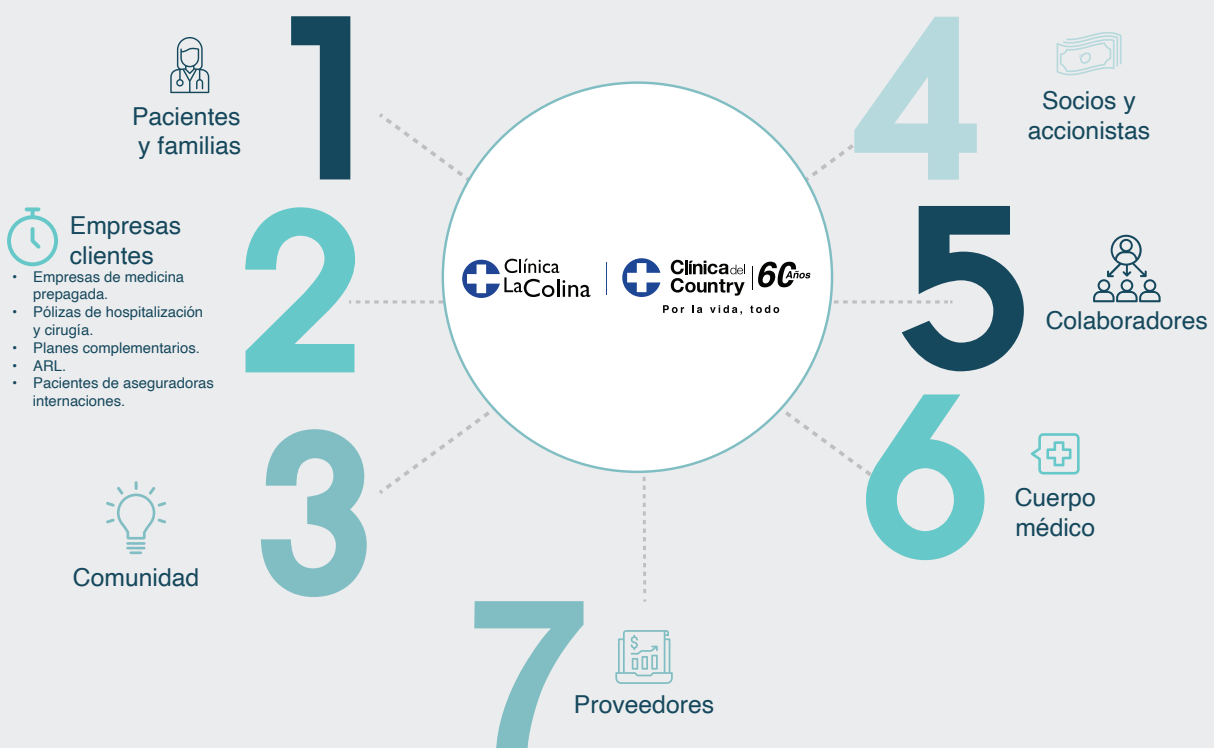 1
Pacientes
y familias
2
Empresas
clientes
• Empresas de medicina
prepagada.
• Pólizas de hospitalización
y cirugía.
• Planes complementarios.
• ARL.
• Pacientes de aseguradoras
internaciones.
3
Comunidad
Clínica
LaColina
Clínica del
Country
60 Años
Por la vida, todo
4
Socios y
accionistas
5
Colaboradores
6
Cuerpo
médico
7
$
Proveedores